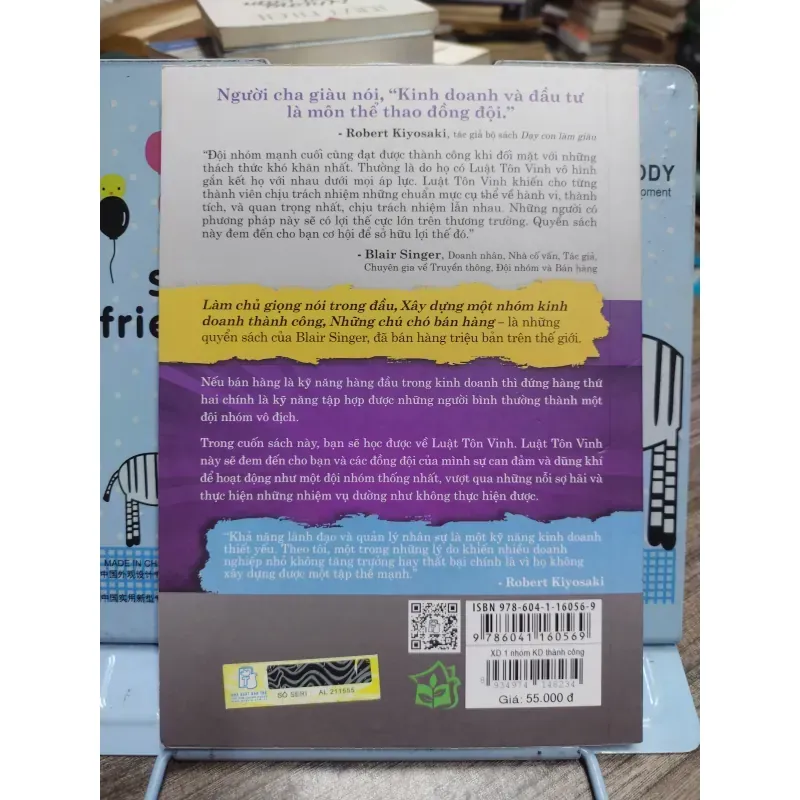 Người cha giàu nói, “Kinh doanh và đầu tư
là môn thể thao đồng đội.”
- Robert Kiyosaki, tác giả bộ sách Dạy con làm giàu
“Đội nhóm mạnh cuối cùng đạt được thành công khi đối mặt với những
thách thức khó khăn nhất. Thường là do họ có Luật Tôn Vinh vô hình
gắn kết họ với nhau dưới mọi áp lực. Luật Tôn Vinh khiến cho từng
thành viên chịu trách nhiệm những chuẩn mực cụ thể về hành vi, thành
tích, và quan trọng nhất, chịu trách nhiệm lẫn nhau. Những người có
phương pháp này sẽ có lợi thế cực lớn trên thương trường. Quyển sách
này đem đến cho bạn cơ hội để sở hữu lợi thế đó.”
- Blair Singer, Doanh nhân, Nhà cố vấn, Tác giả,
Chuyên gia về Truyền thông, Đội nhóm và Bán hàng
Làm chủ giọng nói trong đầu, Xây dựng một nhóm kinh
doanh thành công, Những chú chó bán hàng – là những
quyển sách của Blair Singer, đã bán hàng triệu bản trên thế giới.
Nếu bán hàng là kỹ năng hàng đầu trong kinh doanh thì đứng hàng thứ
hai chính là kỹ năng tập hợp được những người bình thường thành một
đội nhóm vô địch.
Trong cuốn sách này, bạn sẽ học được về Luật Tôn Vinh. Luật Tôn Vinh
này sẽ đem đến cho bạn và các đồng đội của mình sự can đảm và dũng khí
để hoạt động như một đội nhóm thống nhất, vượt qua những nỗi sợ hãi và
thực hiện những nhiệm vụ dường như không thực hiện được.
“Khả năng lãnh đạo và quản lý nhân sự là một kỹ năng kinh doanh
thiết yếu. Theo tôi, một trong những lý do khiến nhiều doanh
nghiệp nhỏ không tăng trưởng hay thất bại chính là vì họ không
xây dựng được một tập thể mạnh.”
- Robert Kiyosaki
ISBN 978-604-1-16056-9
9 786041 160569
XD 1 nhóm KD thành công
8 934974 148234
Giá: 55.000 đ
SỐ SERI AL 211555
MADE IN CH